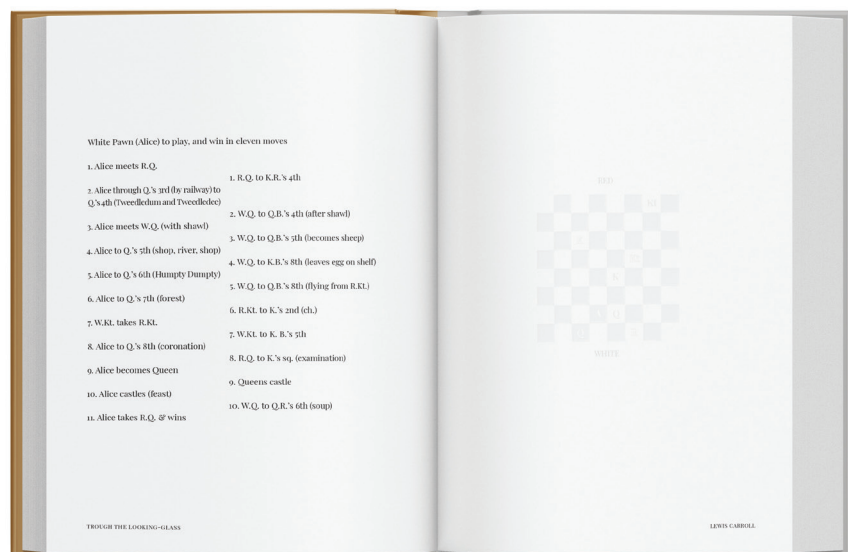 White Pawn (Alice) to play, and win in eleven moves
1. Alice meets R.Q.
1. R.Q. to K.R.'s 4th
2. Alice through Q.'s 3rd (by railway) to
Q.'s 4th (Tweedledum and Tweededee)
2. W.Q. to Q.B.'s 4th (after shawl)
3. Alice meets W.Q. (with shawl)
3. W.Q. to Q.B.'s 5th (becomes sheep)
4. Alice to Q.'s 5th (shop, river, shop)
4. W.Q. to K.B.'s 8th (leaves egg on shelf)
5. Alice to Q.'s 6th (Humpty Dumpty)
5. W.Q. to Q.B.'s 8th (flying from R.Kt.)
6. Alice to Q.'s 7th (forest)
6. R.Kt. to K.'s 2nd (ch.)
7. W.Kt. takes R.Kt.
7. W.Kt. to K. B.'s 5th
8. Alice to Q.'s 8th (coronation)
8. R.Q. to K.'s sq. (examination)
9. Alice becomes Queen
9. Queens castle
10. Alice castles (feast)
10. W.Q. to Q.R.'s 6th (soup)
11. Alice takes R.Q. & wins
TROUGH THE LOOKING-GLASS
RED
WHITE
LEWIS CARROLL